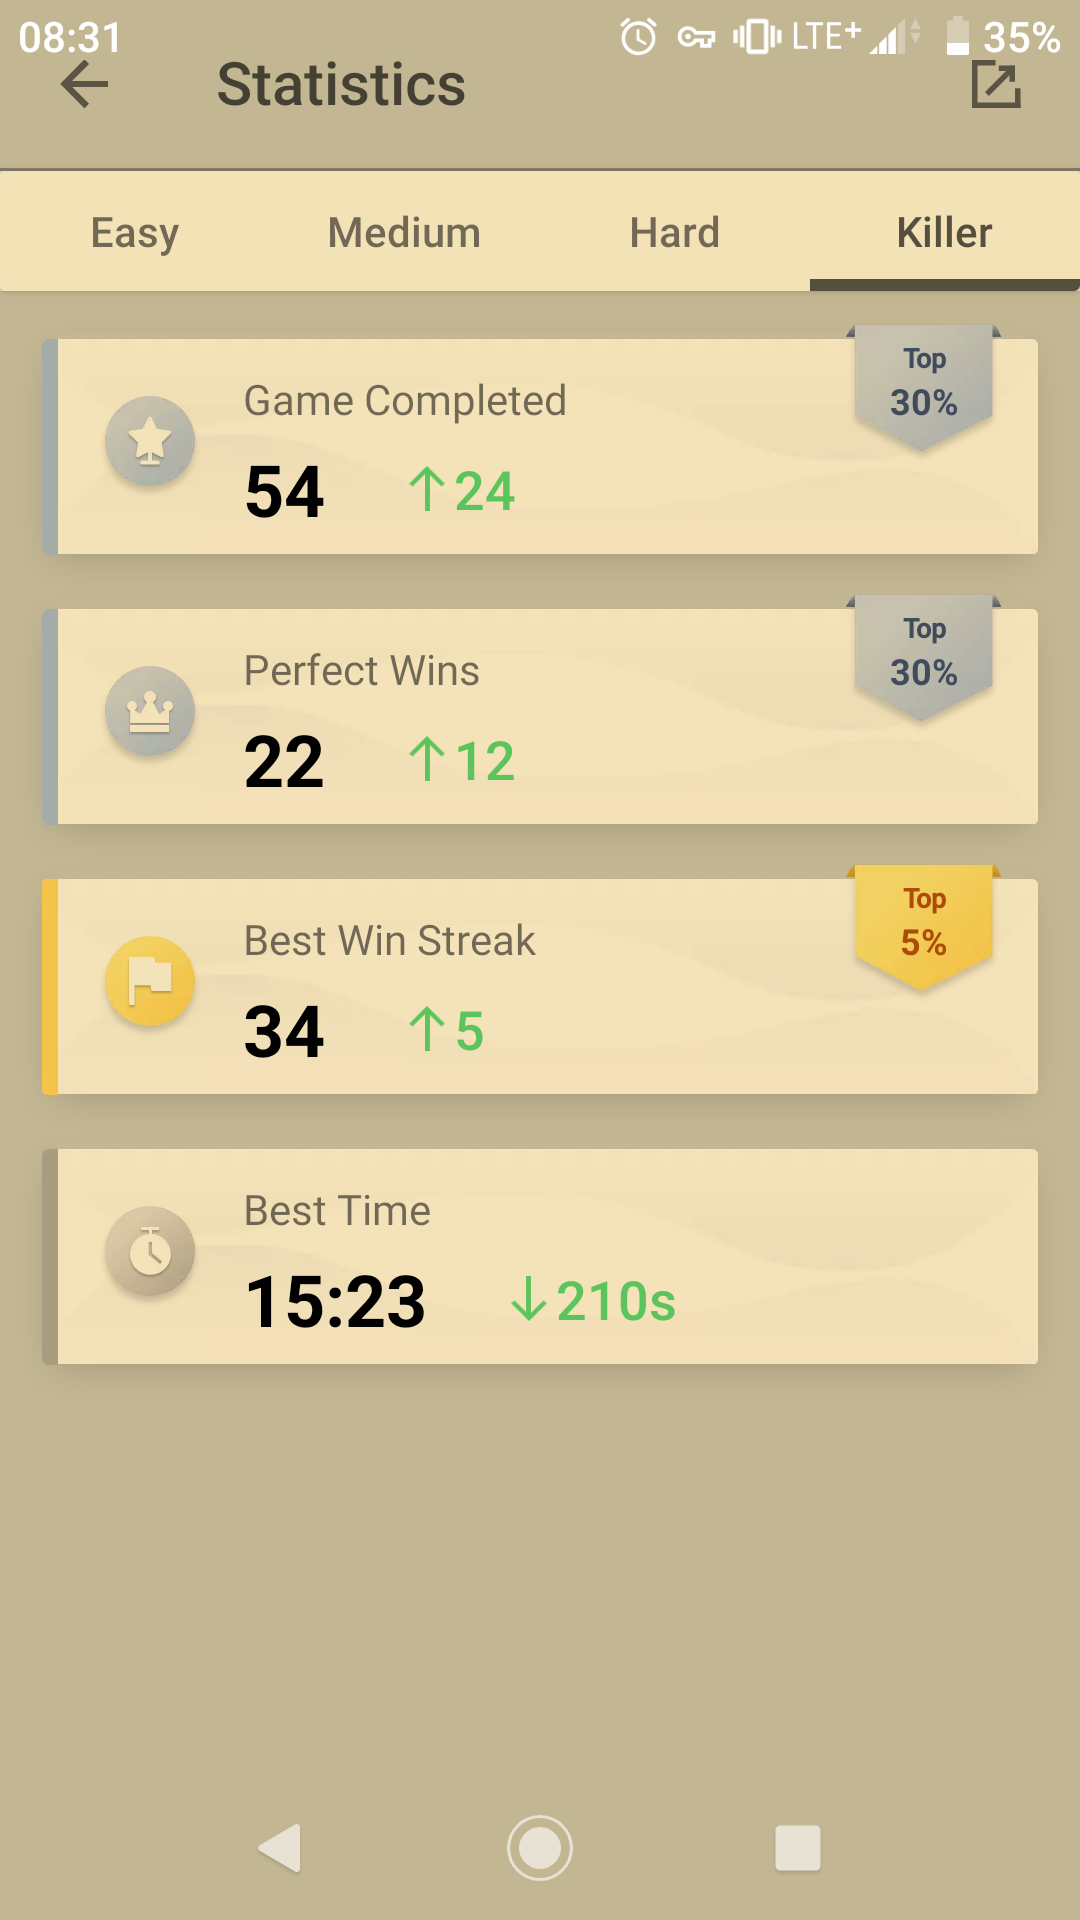 08:31 LTE+ 35%
Statistics
Easy Medium Hard Killer
Game Completed
54 ↑24
Top
30%
Perfect Wins
22 ↑12
Top
30%
Best Win Streak
34 ↑5
Top
5%
Best Time
15:23 ↓210s